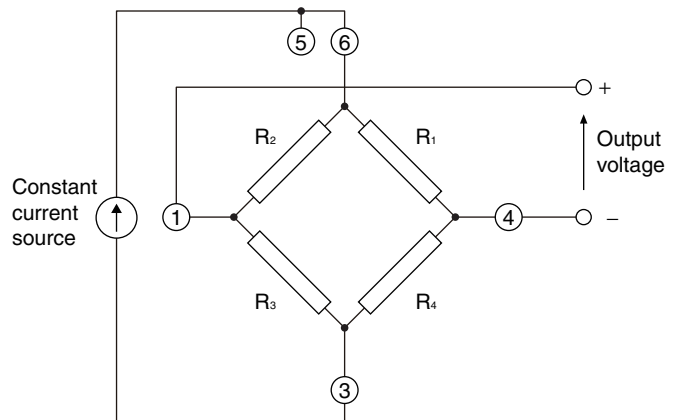 5
6
+
R₂
R₁
Output
voltage
Constant
current
source
1
4
−
R₃
R₄
3